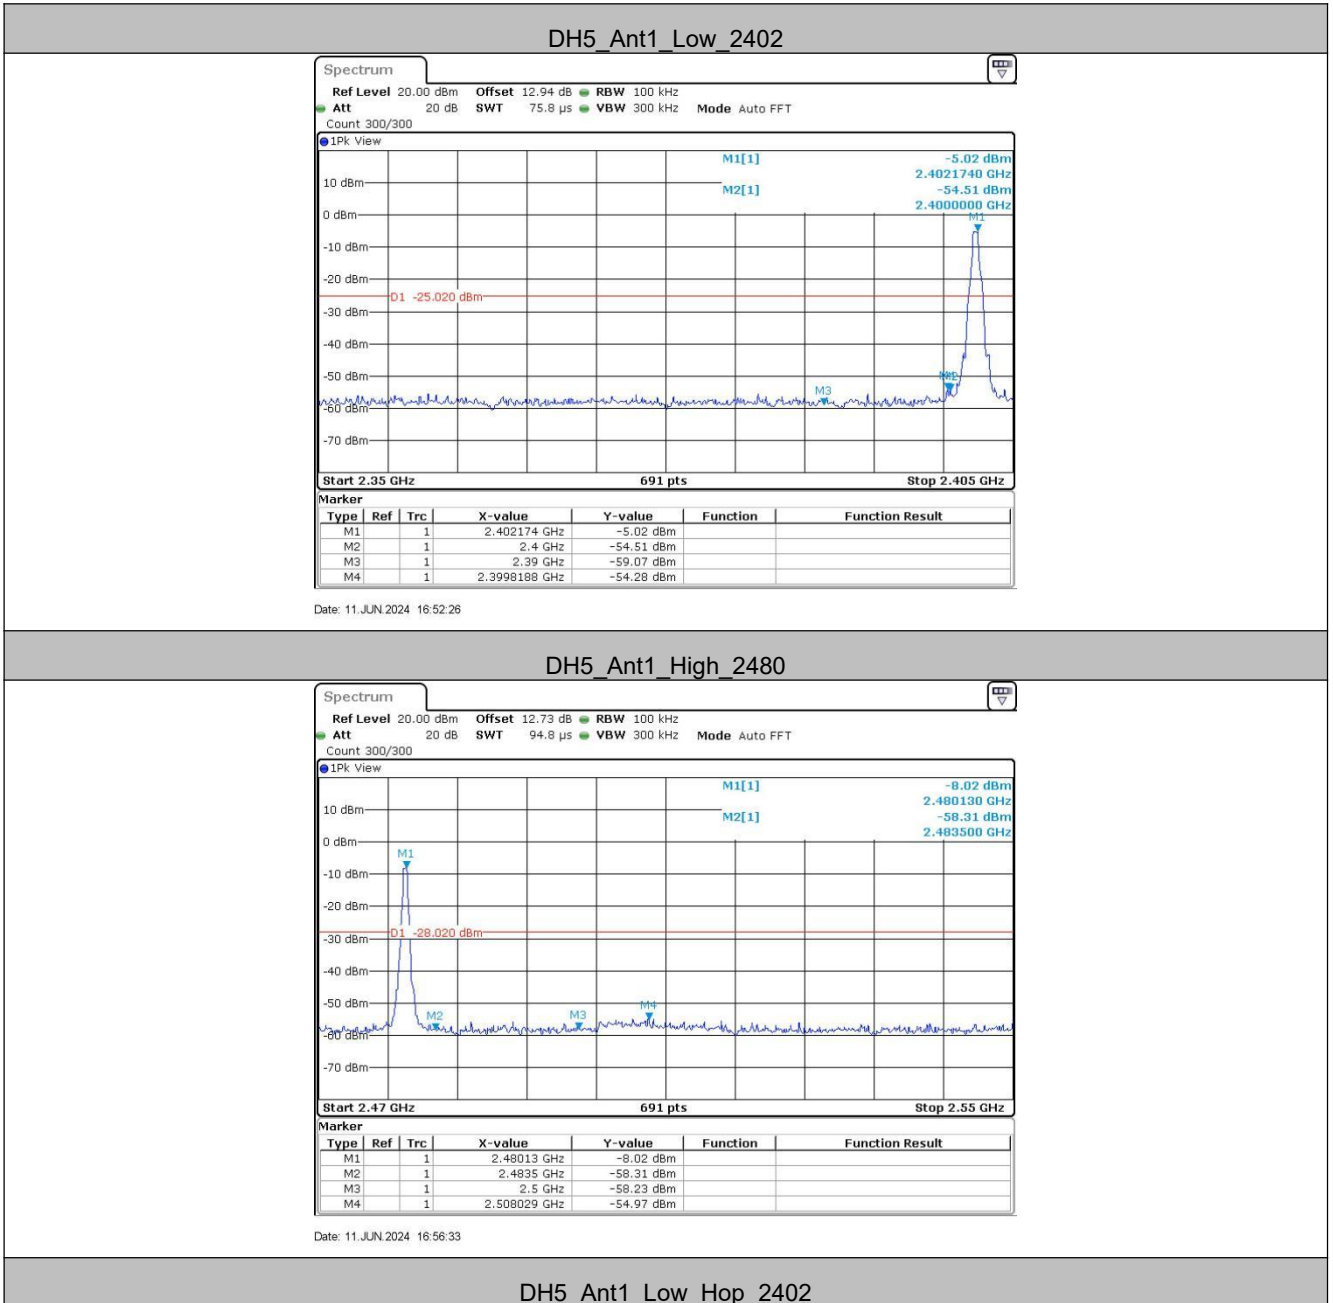 DH5_Ant1_Low_2402
Spectrum
Ref Level 20.00 dBm Offset 12.94 dB RBW 100 kHz
Att 20 dB SWT 75.8 µs VBW 300 kHz Mode Auto FFT
Count 300/300
1Pk View
M1[1] -5.02 dBm
2.4021740 GHz
M2[1] -54.51 dBm
2.4000000 GHz
M1
10 dBm
0 dBm
-10 dBm
-20 dBm
D1 -25.020 dBm
-30 dBm
-40 dBm
-50 dBm
M2
M3
-60 dBm
-70 dBm
Start 2.35 GHz 691 pts Stop 2.405 GHz
Marker
Type Ref Trc X-value Y-value Function Function Result
M1 1 2.402174 GHz -5.02 dBm
M2 1 2.4 GHz -54.51 dBm
M3 1 2.39 GHz -59.07 dBm
M4 1 2.3998188 GHz -54.28 dBm
Date: 11.JUN.2024 16:52:26
DH5_Ant1_High_2480
Spectrum
Ref Level 20.00 dBm Offset 12.73 dB RBW 100 kHz
Att 20 dB SWT 94.8 µs VBW 300 kHz Mode Auto FFT
Count 300/300
1Pk View
M1[1] -8.02 dBm
2.480130 GHz
M2[1] -58.31 dBm
2.483500 GHz
10 dBm
0 dBm
M1
-10 dBm
-20 dBm
D1 -28.020 dBm
-30 dBm
-40 dBm
-50 dBm
M2 M3 M4
-60 dBm
-70 dBm
Start 2.47 GHz 691 pts Stop 2.55 GHz
Marker
Type Ref Trc X-value Y-value Function Function Result
M1 1 2.48013 GHz -8.02 dBm
M2 1 2.4835 GHz -58.31 dBm
M3 1 2.5 GHz -58.23 dBm
M4 1 2.508029 GHz -54.97 dBm
Date: 11.JUN.2024 16:56:33
DH5_Ant1_Low_Hop_2402